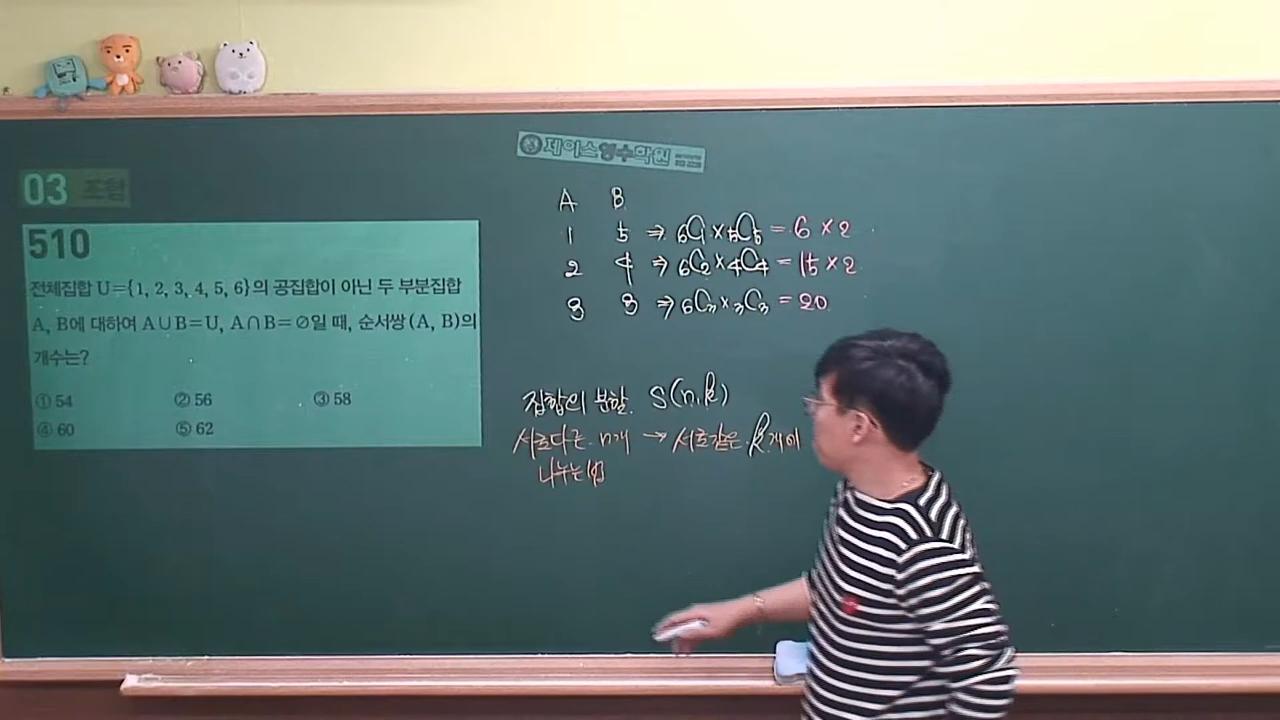 제이스영수학원
03 조합
510
전체집합 U={1, 2, 3, 4, 5, 6}의 공집합이 아닌 두 부분집합
A, B에 대하여 A∪B=U, A∩B=∅일 때, 순서쌍(A, B)의
개수는?
① 54 ② 56 ③ 58
④ 60 ⑤ 62
A B
1 5 ⇒ ₆C₁×₅C₅ = 6×2
2 4 ⇒ ₆C₂×₄C₄ = 15×2
3 3 ⇒ ₆C₃×₃C₃ = 20
집합의 분할. S(n, k)
서로다른 n개 → 서로같은 k개에
나누는법